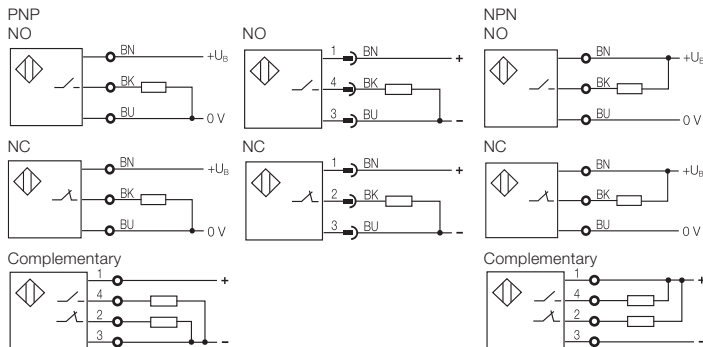 PNP
NO
BN
+U_B
BK
BU
0 V
NO
1 BN +
4 BK
3 BU –
NPN
NO
BN
+U_B
BK
BU
0 V
NC
BN
+U_B
BK
BU
0 V
NC
1 BN +
2 BK
3 BU –
NC
BN
+U_B
BK
BU
0 V
Complementary
1 +
4
2
3 –
Complementary
1 +
4
2
3 –